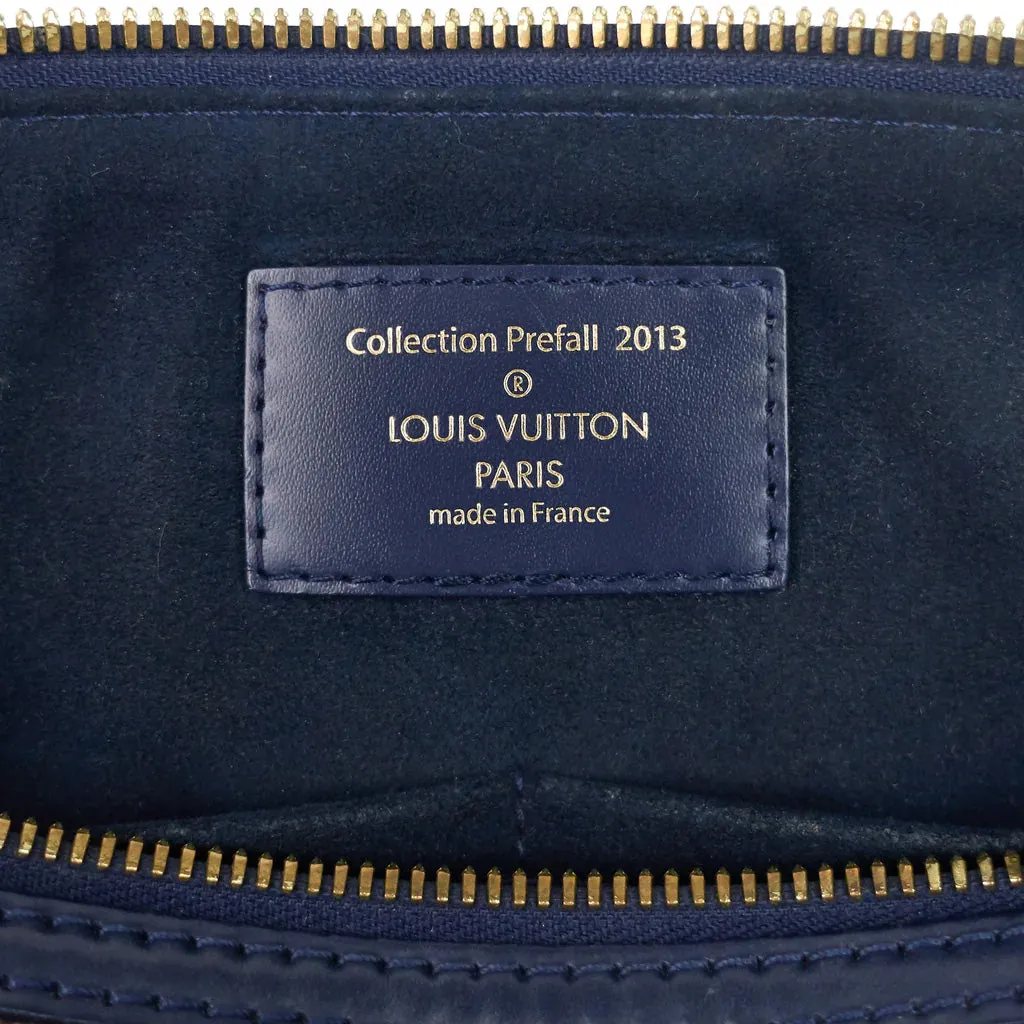 Collection Prefall 2013
®
LOUIS VUITTON
PARIS
made in France